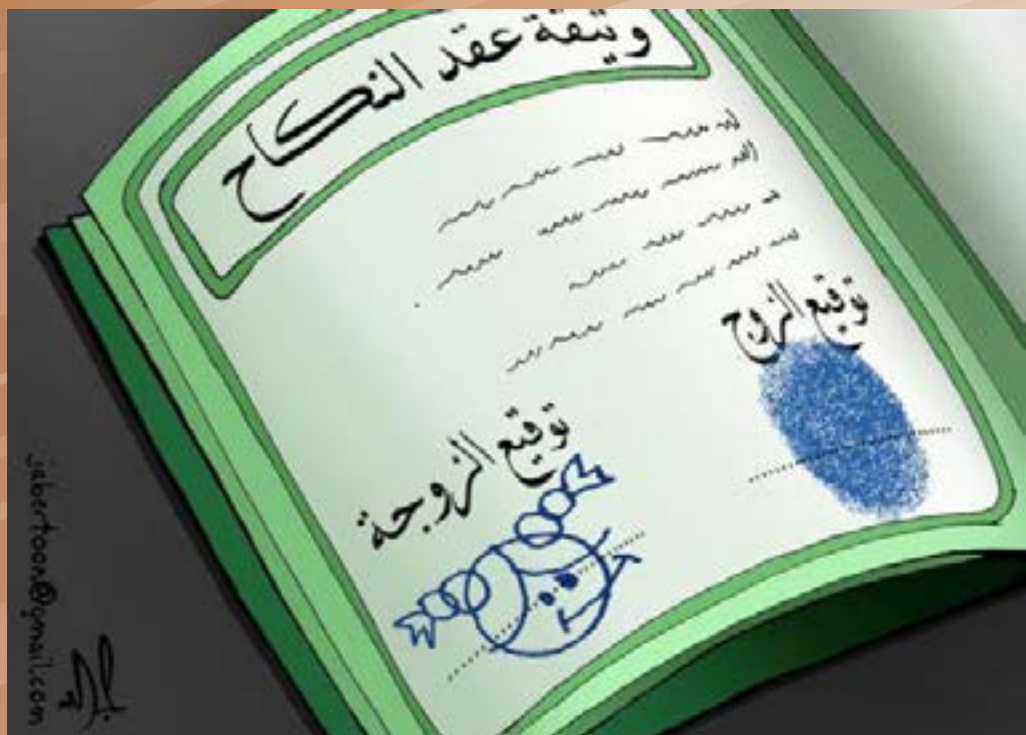 وثيقة عقد النكاح
توقيع الزوج
توقيع الزوجة
jabertoon@gmail.com